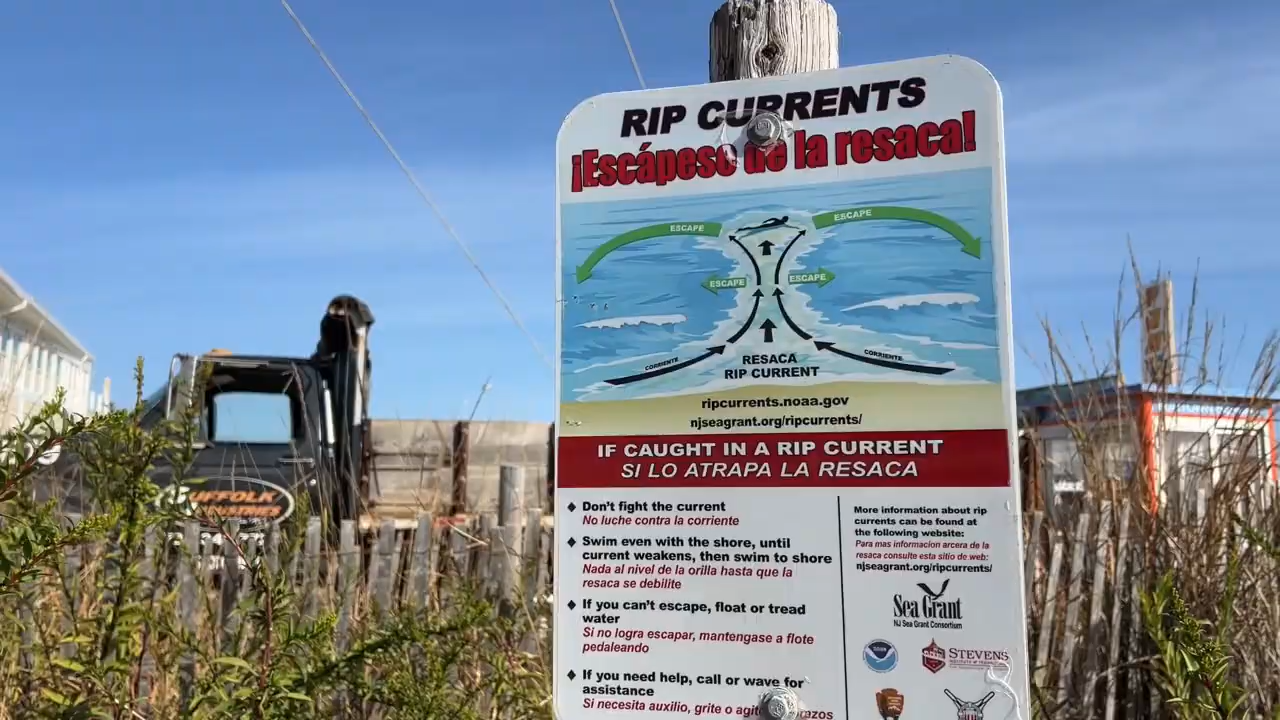 RIP CURRENTS
¡Escápese de la resaca!
ESCAPE
ESCAPE
ESCAPE
ESCAPE
CORRIENTE
CORRIENTE
RESACA
RIP CURRENT
ripcurrents.noaa.gov
njseagrant.org/ripcurrents/
IF CAUGHT IN A RIP CURRENT
SI LO ATRAPA LA RESACA
Don't fight the current
No luche contra la corriente
Swim even with the shore, until
current weakens, then swim to shore
Nada al nivel de la orilla hasta que la
resaca se debilite
If you can't escape, float or tread
water
Si no logra escapar, mantengase a flote
pedaleando
If you need help, call or wave for
assistance
Si necesita auxilio, grite o agite
More information about rip
currents can be found at
the following website:
Para mas informacion arcera de la
resaca consulte esta sitio de web:
njseagrant.org/ripcurrents/
Sea Grant
NJ Sea Grant Consortium
NOAA
STEVENS
SUFFOLK